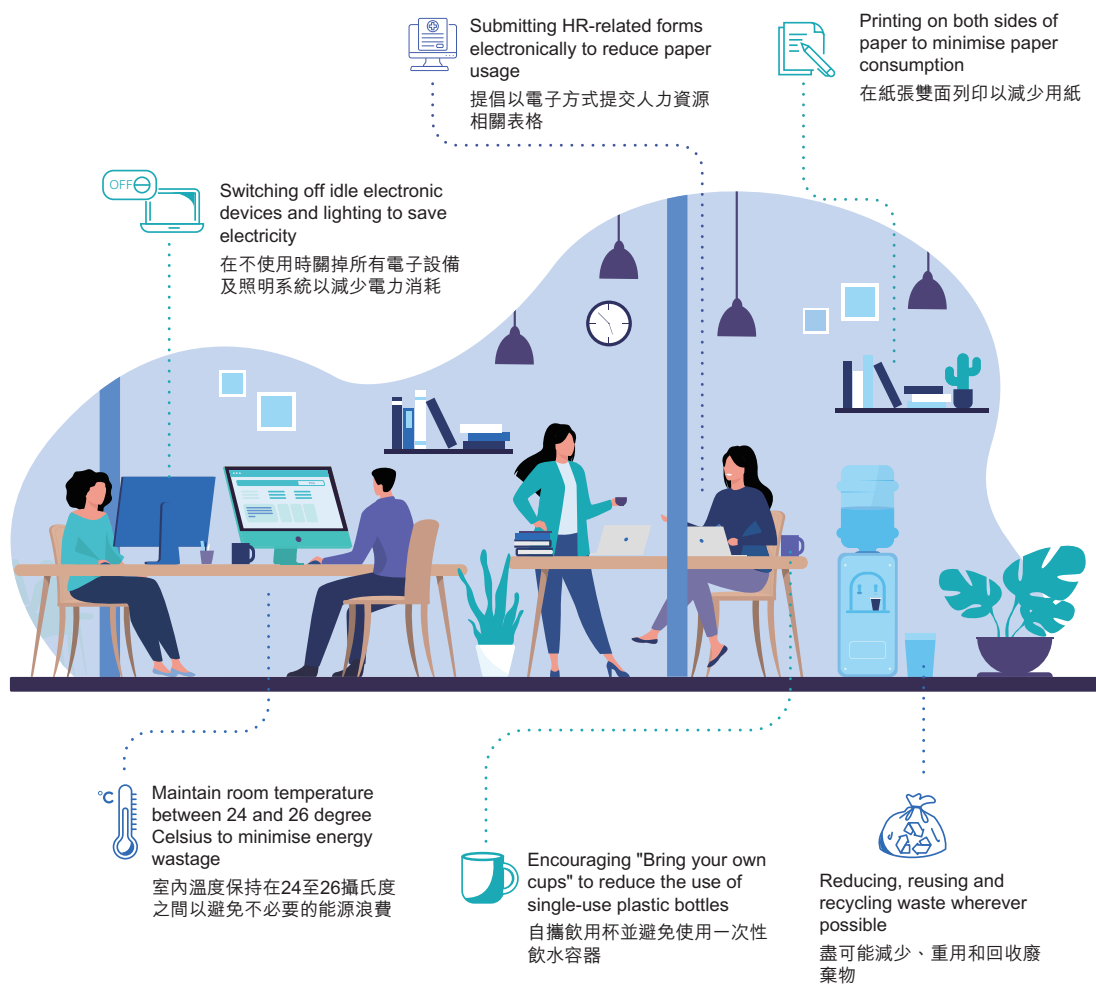 Submitting HR-related forms
electronically to reduce paper
usage
提倡以電子方式提交人力資源
相關表格
Printing on both sides of
paper to minimise paper
consumption
在紙張雙面列印以減少用紙
OFF
Switching off idle electronic
devices and lighting to save
electricity
在不使用時關掉所有電子設備
及照明系統以減少電力消耗
°C
Maintain room temperature
between 24 and 26 degree
Celsius to minimise energy
wastage
室內溫度保持在24至26攝氏度
之間以避免不必要的能源浪費
Encouraging "Bring your own
cups" to reduce the use of
single-use plastic bottles
自攜飲用杯並避免使用一次性
飲水容器
Reducing, reusing and
recycling waste wherever
possible
盡可能減少、重用和回收廢
棄物